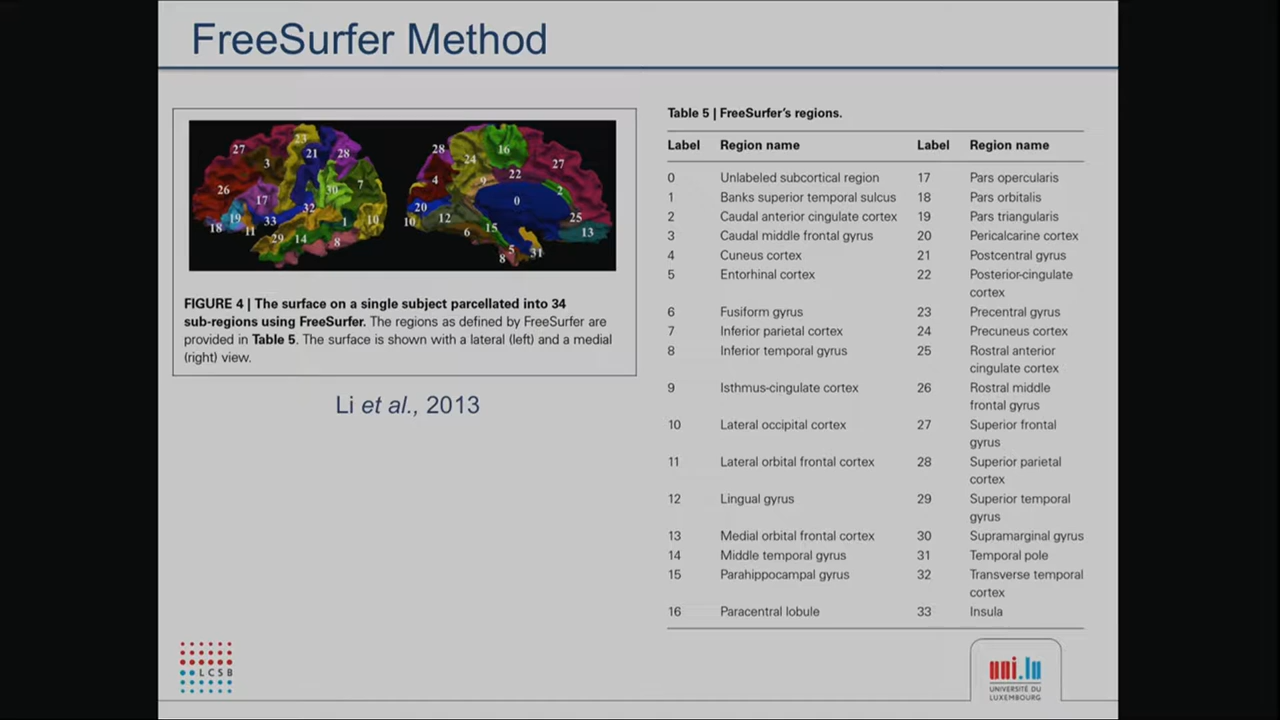 FreeSurfer Method
27
3
23
21
28
26
17
30
7
18
19
11
33
32
1
10
29
14
8
28
24
16
27
4
9
22
2
20
0
10
12
25
13
6
15
5
8
31
FIGURE 4 | The surface on a single subject parcellated into 34
sub-regions using FreeSurfer. The regions as defined by FreeSurfer are
provided in Table 5. The surface is shown with a lateral (left) and a medial
(right) view.
Li et al., 2013
Table 5 | FreeSurfer's regions.
Label Region name Label Region name
0 Unlabeled subcortical region 17 Pars opercularis
1 Banks superior temporal sulcus 18 Pars orbitalis
2 Caudal anterior cingulate cortex 19 Pars triangularis
3 Caudal middle frontal gyrus 20 Pericalcarine cortex
4 Cuneus cortex 21 Postcentral gyrus
5 Entorhinal cortex 22 Posterior-cingulate
cortex
6 Fusiform gyrus 23 Precentral gyrus
7 Inferior parietal cortex 24 Precuneus cortex
8 Inferior temporal gyrus 25 Rostral anterior
cingulate cortex
9 Isthmus-cingulate cortex 26 Rostral middle
frontal gyrus
10 Lateral occipital cortex 27 Superior frontal
gyrus
11 Lateral orbital frontal cortex 28 Superior parietal
cortex
12 Lingual gyrus 29 Superior temporal
gyrus
13 Medial orbital frontal cortex 30 Supramarginal gyrus
14 Middle temporal gyrus 31 Temporal pole
15 Parahippocampal gyrus 32 Transverse temporal
cortex
16 Paracentral lobule 33 Insula
LCSB
uni.lu
UNIVERSITÉ DU
LUXEMBOURG